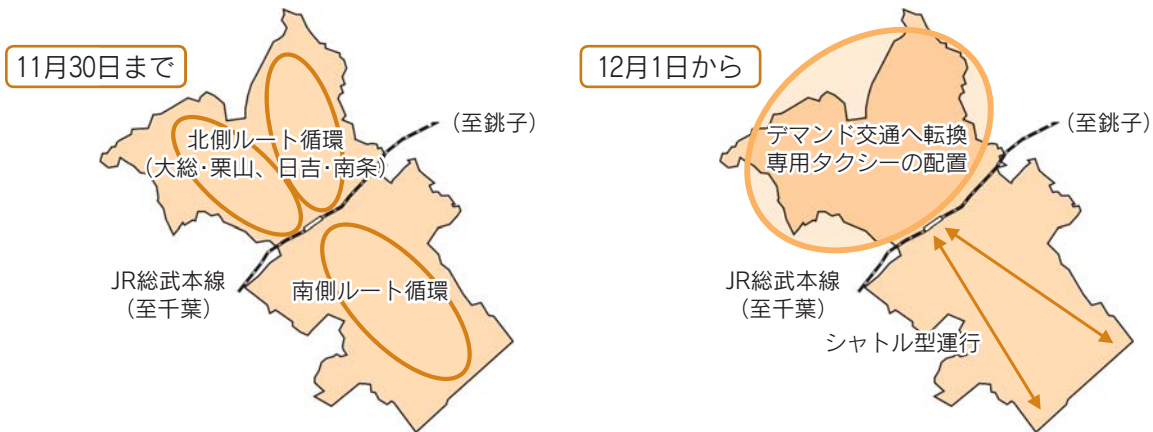 11月30日まで
北側ルート循環
(大総･栗山、日吉･南条)
(至銚子)
JR総武本線
(至千葉)
南側ルート循環
12月1日から
デマンド交通へ転換
専用タクシーの配置
(至銚子)
JR総武本線
(至千葉)
シャトル型運行